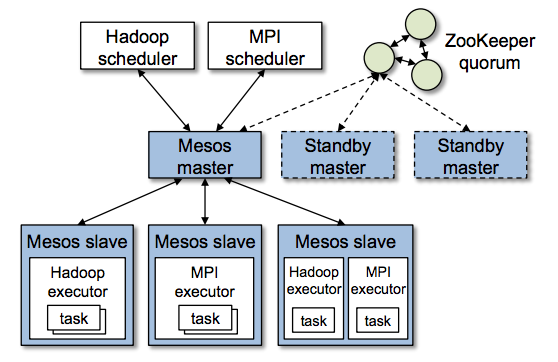 Hadoop
scheduler
MPI
scheduler
ZooKeeper
quorum
Mesos
master
Standby
master
Standby
master
Mesos slave
Hadoop
executor
task
Mesos slave
MPI
executor
task
Mesos slave
Hadoop
executor
task
MPI
executor
task